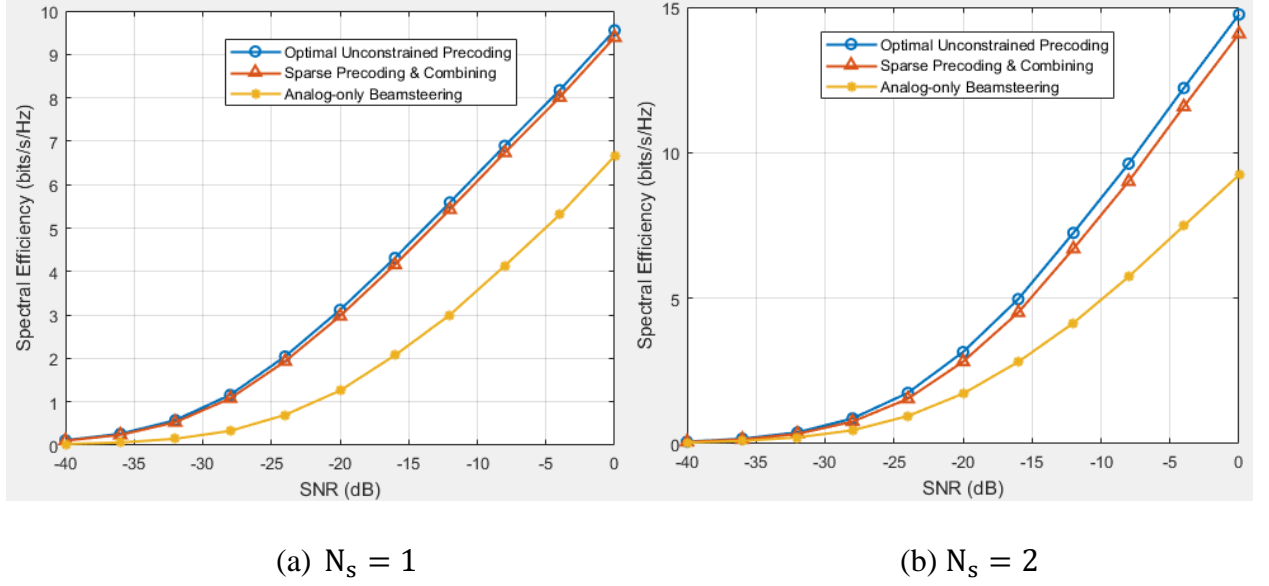 10
9
8
7
6
5
4
3
2
1
0
Spectral Efficiency (bits/s/Hz)
Optimal Unconstrained Precoding
Sparse Precoding & Combining
Analog-only Beamsteering
-40 -35 -30 -25 -20 -15 -10 -5 0
SNR (dB)
(a) Nₛ = 1
15
10
5
0
Spectral Efficiency (bits/s/Hz)
Optimal Unconstrained Precoding
Sparse Precoding & Combining
Analog-only Beamsteering
-40 -35 -30 -25 -20 -15 -10 -5 0
SNR (dB)
(b) Nₛ = 2